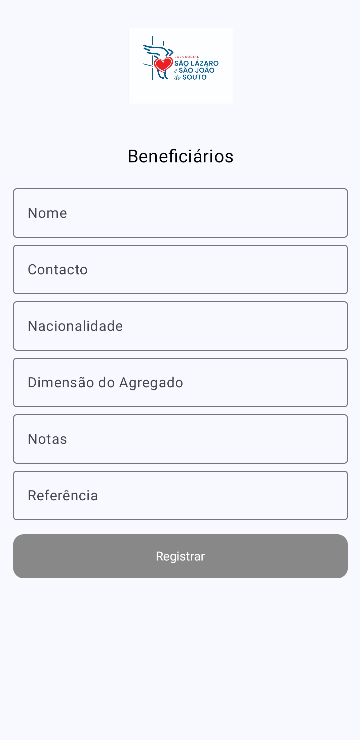 SÃO LÁZARO
e SÃO JOÃO
do SOUTO
Beneficiários
Nome
Contacto
Nacionalidade
Dimensão do Agregado
Notas
Referência
Registrar